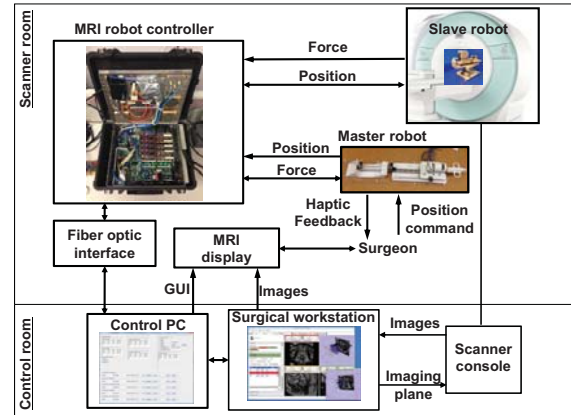 Scanner room
MRI robot controller
Slave robot
Force
Position
Master robot
Position
Force
Haptic
Feedback
Position
command
Fiber optic
interface
MRI
display
Surgeon
GUI
Images
Control room
Control PC
Surgical workstation
Images
Imaging
plane
Scanner
console